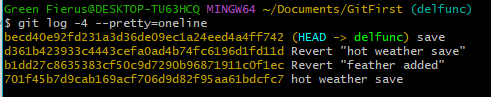 Green Fierus@DESKTOP-TU63HCQ MINGW64 ~/Documents/GitFirst (delfunc)
$ git log -4 --pretty=oneline
becd40e92fd231a3d36de09ec1a24eed4a4ff742 (HEAD -> delfunc) save
d361b423933c4443cefa0ad4b74fc6196d1fd11d Revert "hot weather save"
b1dd27c8635383cf50c9d7290b96871911c0f1ec Revert "feather added"
701f45b7d9cab169acf706d9d82f95aa61bdcfc7 hot weather save